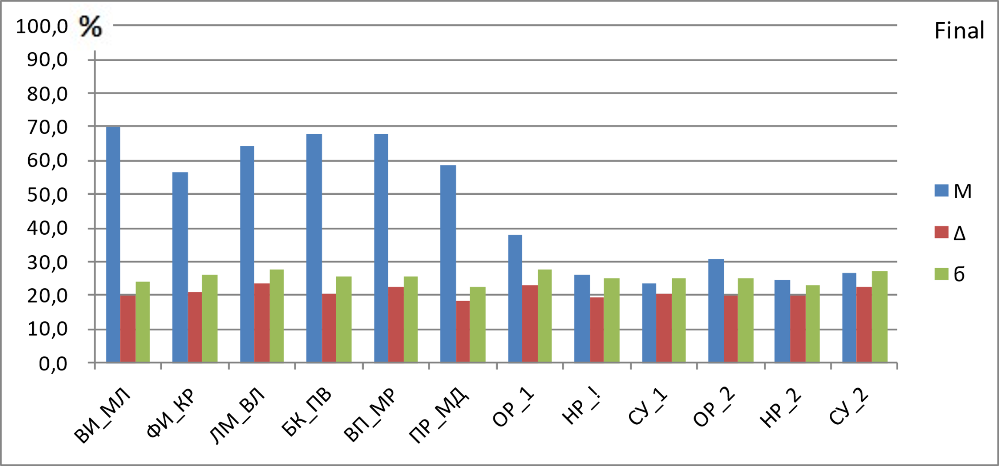 100,0 %
Final
90,0
80,0
70,0
60,0
50,0
40,0
30,0
20,0
10,0
0,0
М
Δ
б
ВИ_МЛ
ФИ_КР
ЛМ_ВЛ
БК_ПВ
ВП_МР
ПР_МД
ОР_1
НР_!
СУ_1
ОР_2
НР_2
СУ_2